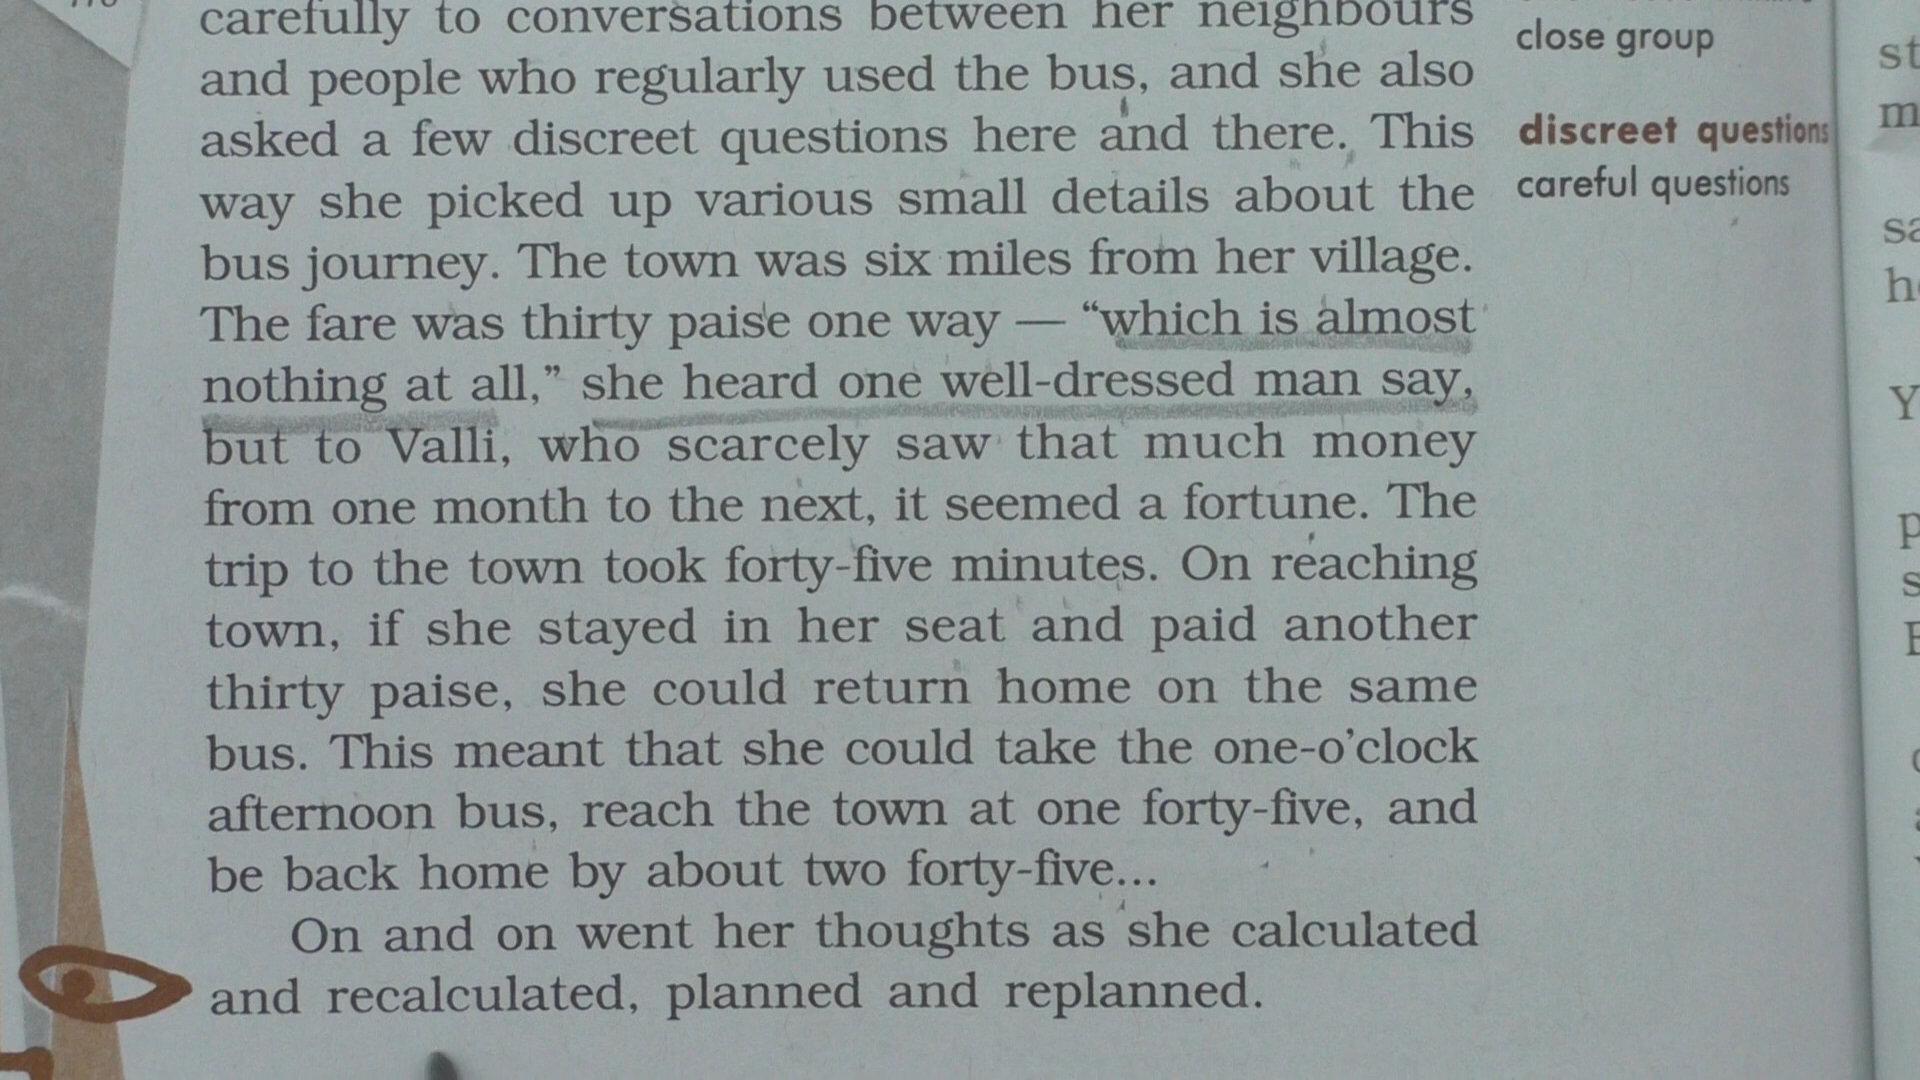 carefully to conversations between her neighbours
and people who regularly used the bus, and she also
asked a few discreet questions here and there. This
way she picked up various small details about the
bus journey. The town was six miles from her village.
The fare was thirty paise one way — “which is almost
nothing at all,” she heard one well-dressed man say,
but to Valli, who scarcely saw that much money
from one month to the next, it seemed a fortune. The
trip to the town took forty-five minutes. On reaching
town, if she stayed in her seat and paid another
thirty paise, she could return home on the same
bus. This meant that she could take the one-o’clock
afternoon bus, reach the town at one forty-five, and
be back home by about two forty-five...
On and on went her thoughts as she calculated
and recalculated, planned and replanned.
close group
discreet questions
careful questions